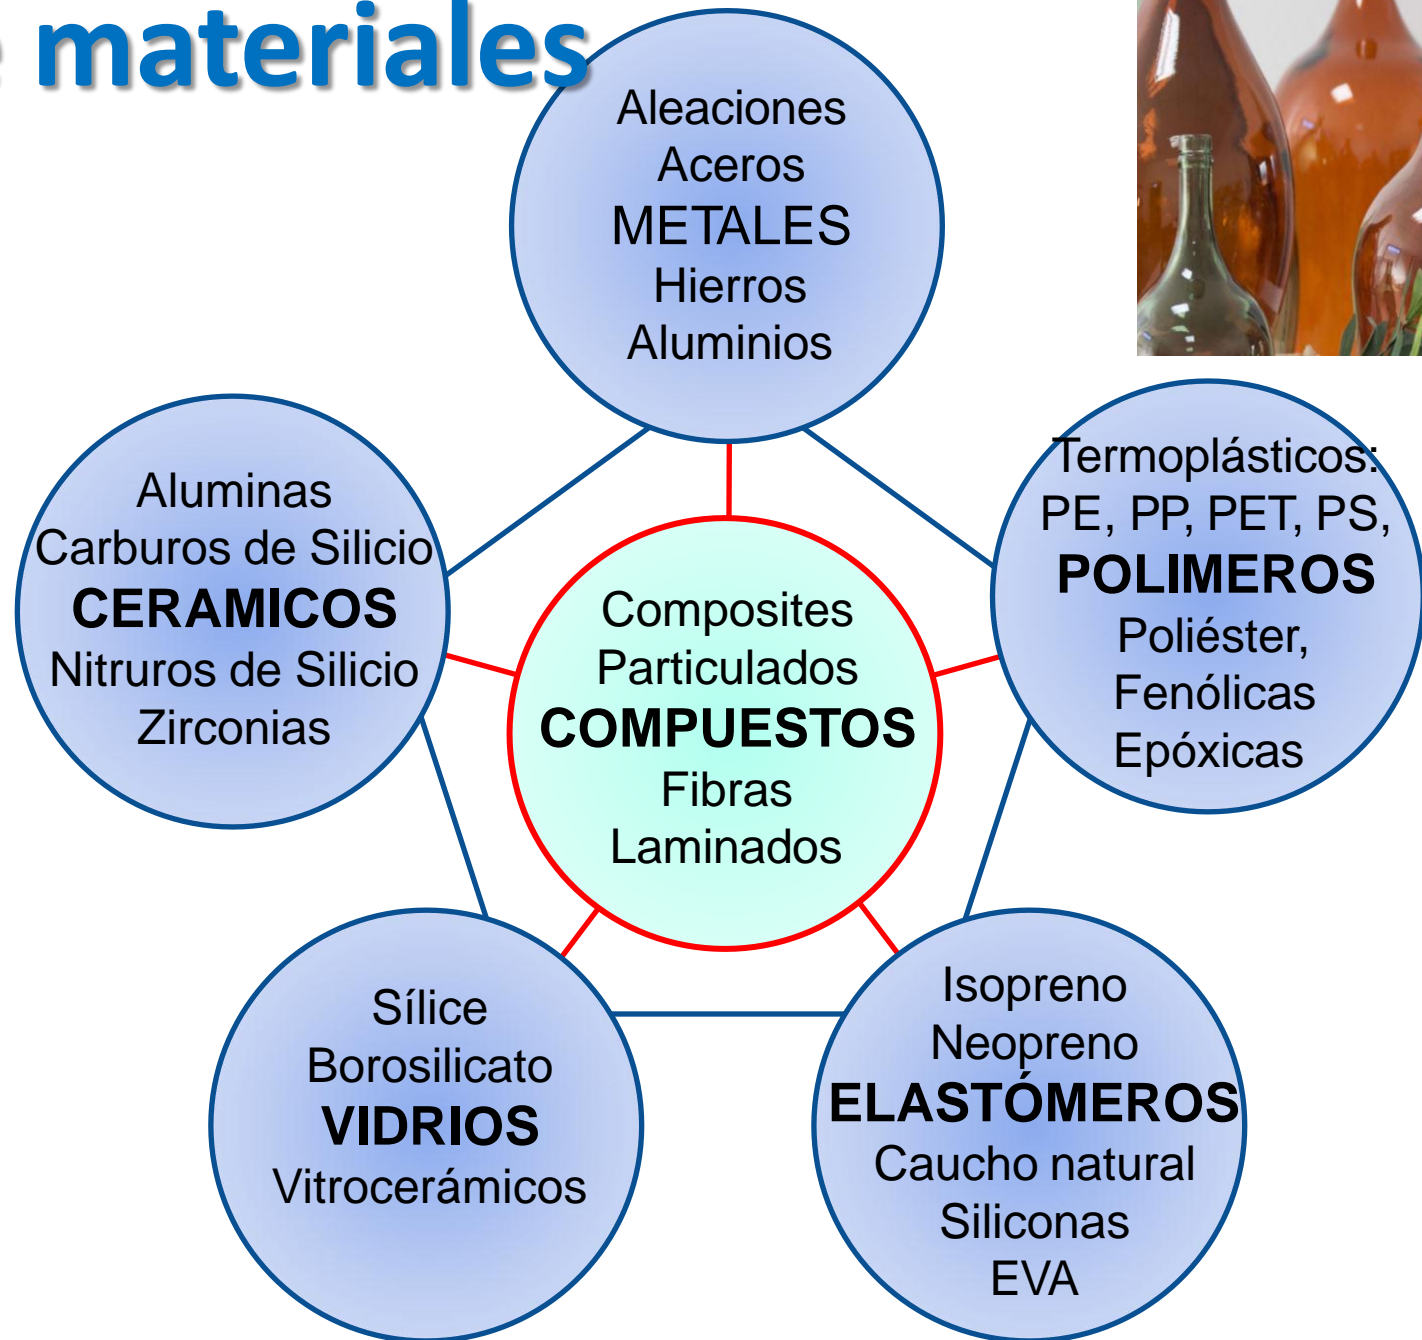 e materiales
Aleaciones
Aceros
METALES
Hierros
Aluminios
Aluminas
Carburos de Silicio
CERAMICOS
Nitruros de Silicio
Zirconias
Termoplásticos:
PE, PP, PET, PS,
POLIMEROS
Poliéster,
Fenólicas
Epóxicas
Composites
Particulados
COMPUESTOS
Fibras
Laminados
Sílice
Borosilicato
VIDRIOS
Vitrocerámicos
Isopreno
Neopreno
ELASTÓMEROS
Caucho natural
Siliconas
EVA